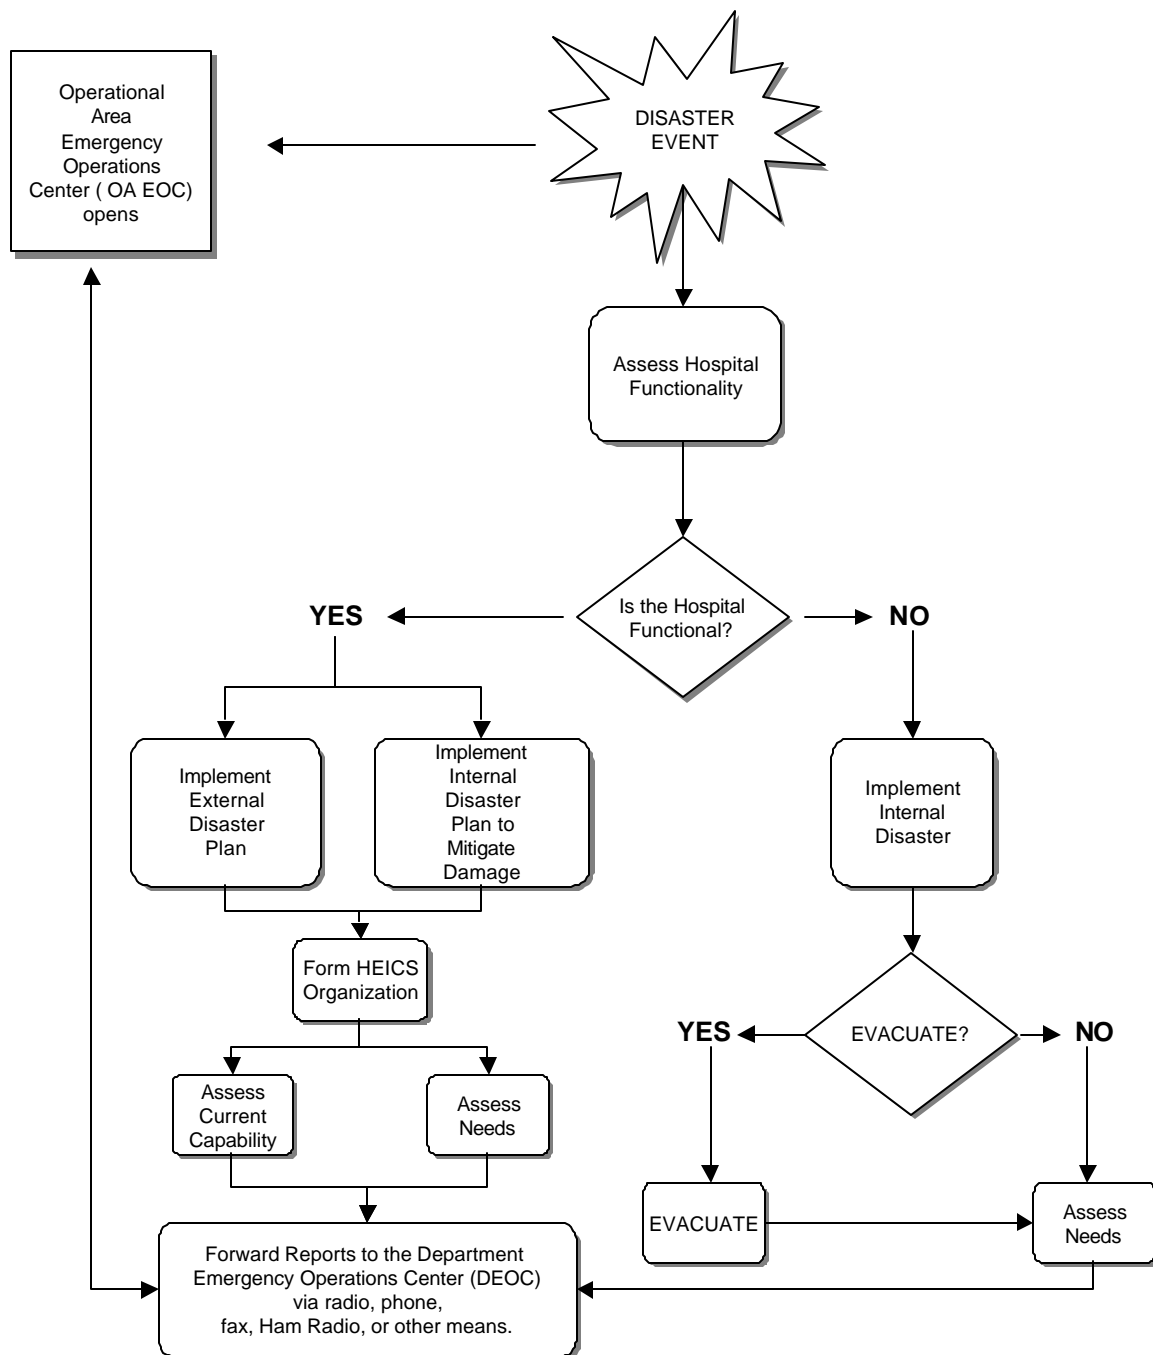 Operational
Area
Emergency
Operations
Center ( OA EOC)
opens
DISASTER
EVENT
Assess Hospital
Functionality
Is the Hospital
Functional?
YES
NO
Implement
External
Disaster
Plan
Implement
Internal
Disaster
Plan to
Mitigate
Damage
Implement
Internal
Disaster
Form HEICS
Organization
EVACUATE?
YES
NO
Assess
Current
Capability
Assess
Needs
EVACUATE
Assess
Needs
Forward Reports to the Department
Emergency Operations Center (DEOC)
via radio, phone,
fax, Ham Radio, or other means.